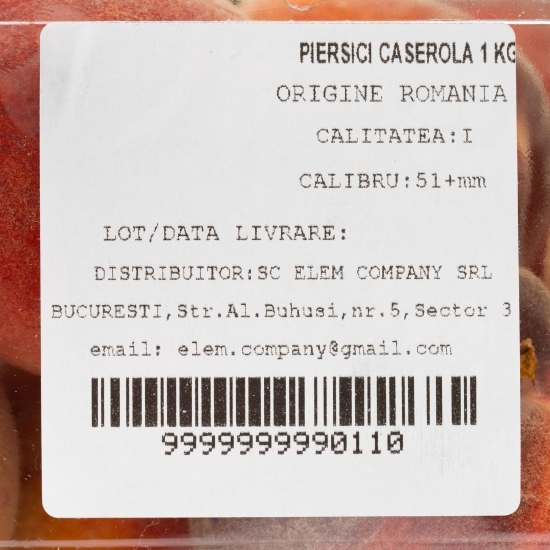 PIERSICI CASEROLA 1 KG
ORIGINE ROMANIA
CALITATEA:I
CALIBRU:51+mm
LOT/DATA LIVRARE:
DISTRIBUITOR:SC ELEM COMPANY SRL
BUCURESTI,Str.Al.Buhusi,nr.5,Sector 3
email: elem.company@gmail.com
9999999990110